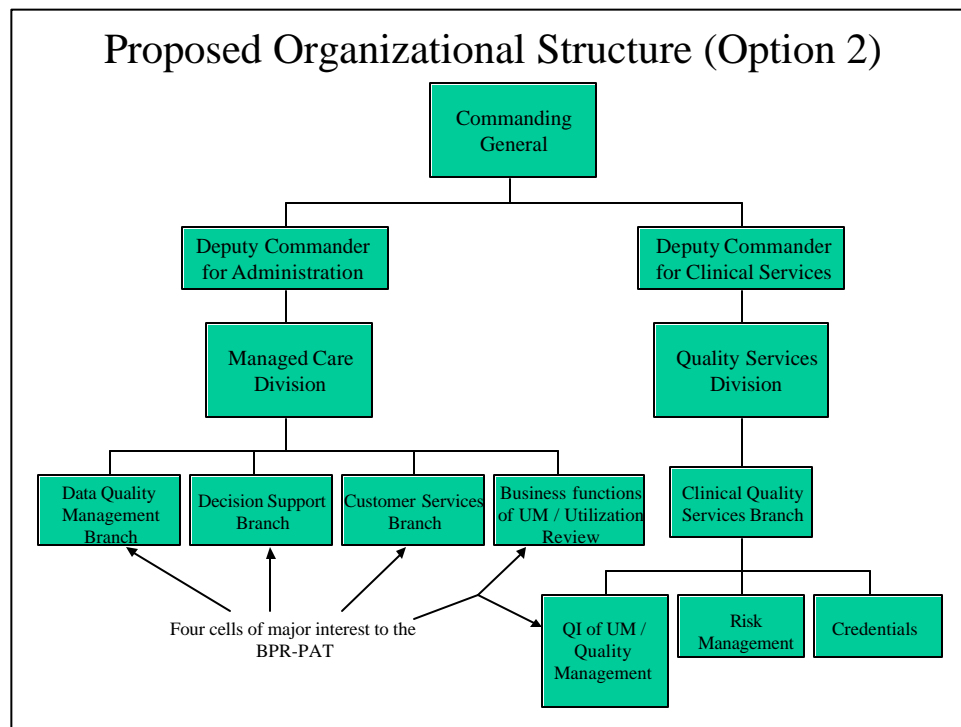 Proposed Organizational Structure (Option 2)
Commanding
General
Deputy Commander
for Administration
Deputy Commander
for Clinical Services
Managed Care
Division
Quality Services
Division
Data Quality
Management
Branch
Decision Support
Branch
Customer Services
Branch
Business functions
of UM / Utilization
Review
Clinical Quality
Services Branch
Four cells of major interest to the
BPR-PAT
QI of UM /
Quality
Management
Risk
Management
Credentials